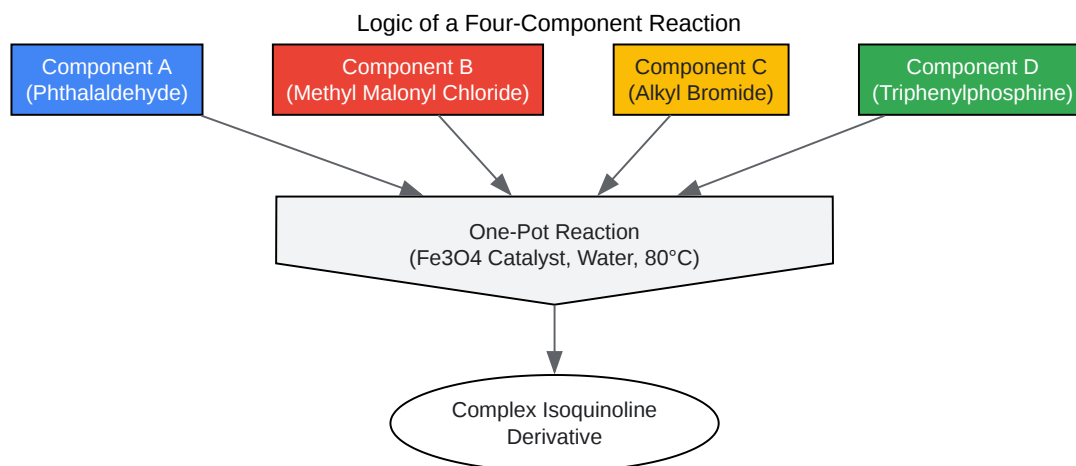 Logic of a Four-Component Reaction
Component A
(Phthalaldehyde)
Component B
(Methyl Malonyl Chloride)
Component C
(Alkyl Bromide)
Component D
(Triphenylphosphine)
One-Pot Reaction
(Fe3O4 Catalyst, Water, 80°C)
Complex Isoquinoline
Derivative